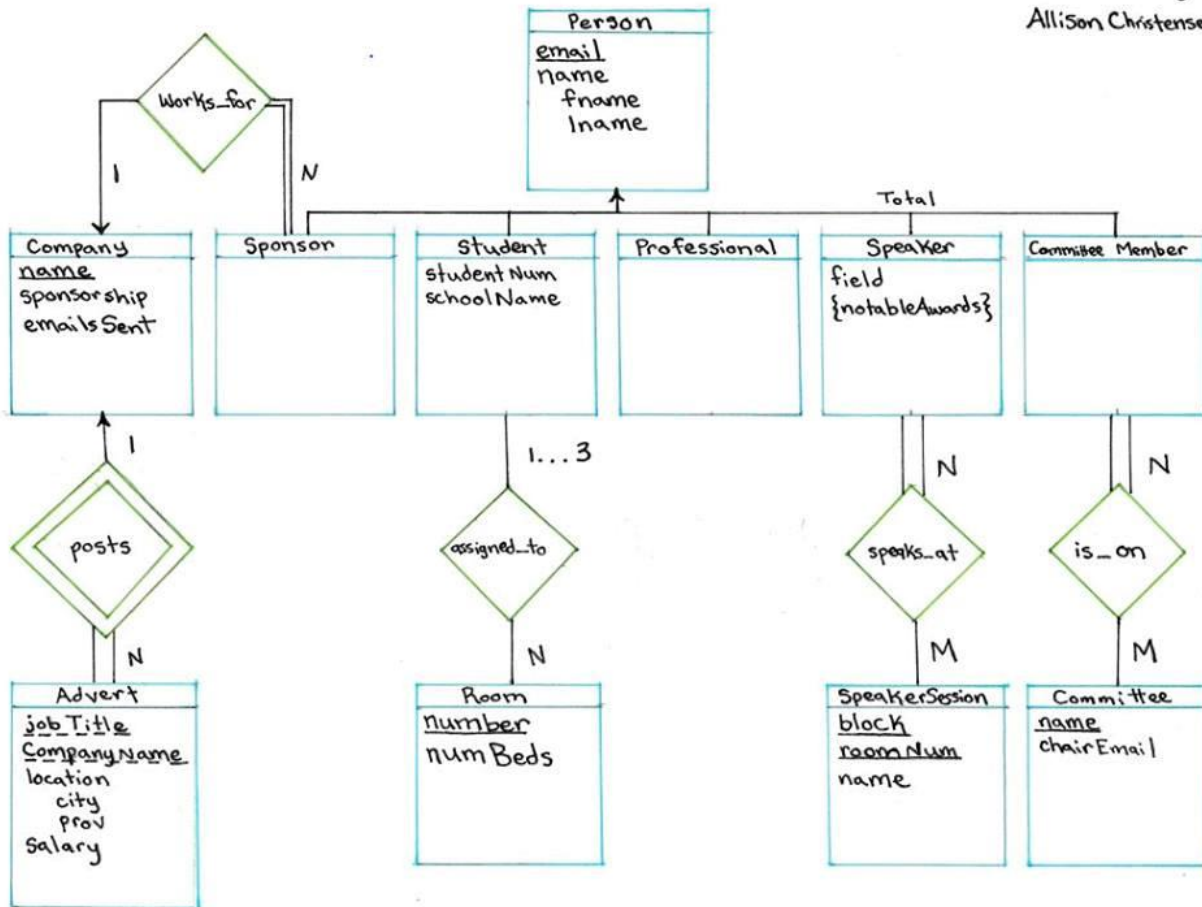 Allison Christense
Person
email
name
fname
lname
Works_for
1
N
Total
Company
name
sponsorship
emailsSent
Sponsor
Student
studentNum
schoolName
Professional
Speaker
field
{notableAwards}
Committee Member
1
posts
N
1...3
assigned_to
N
N
speaks_at
M
N
is_on
M
Advert
jobTitle
CompanyName
location
city
prov
Salary
Room
number
numBeds
SpeakerSession
block
roomNum
name
Committee
name
chairEmail